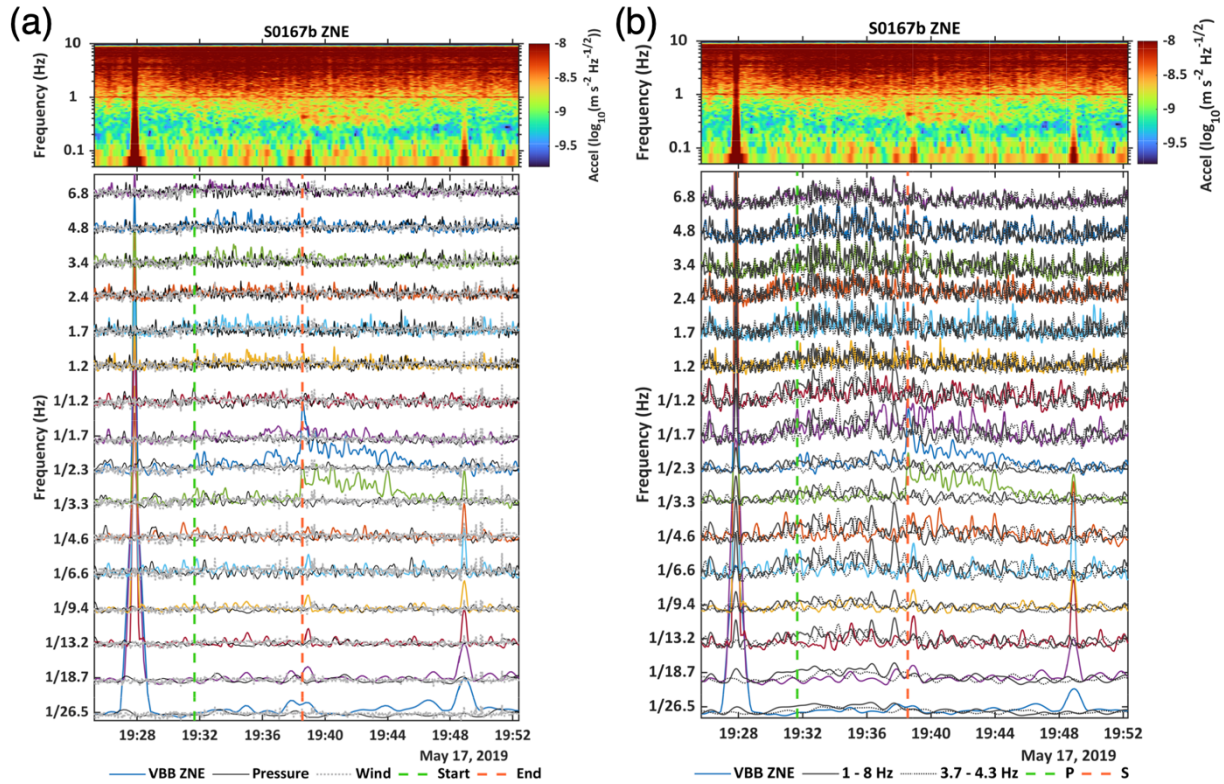 (a)
S0167b ZNE
Frequency (Hz)
10
1
0.1
-8
-8.5
-9
-9.5
Accel (log10(m s-2 Hz-1/2))
Frequency (Hz)
6.8
4.8
3.4
2.4
1.7
1.2
1/1.2
1/1.7
1/2.3
1/3.3
1/4.6
1/6.6
1/9.4
1/13.2
1/18.7
1/26.5
19:28 19:32 19:36 19:40 19:44 19:48 19:52
May 17, 2019
VBB ZNE Pressure Wind Start End
(b)
S0167b ZNE
Frequency (Hz)
10
1
0.1
-8
-8.5
-9
-9.5
Accel (log10(m s-2 Hz-1/2)
Frequency (Hz)
6.8
4.8
3.4
2.4
1.7
1.2
1/1.2
1/1.7
1/2.3
1/3.3
1/4.6
1/6.6
1/9.4
1/13.2
1/18.7
1/26.5
19:28 19:32 19:36 19:40 19:44 19:48 19:52
May 17, 2019
VBB ZNE 1 - 8 Hz 3.7 - 4.3 Hz P S